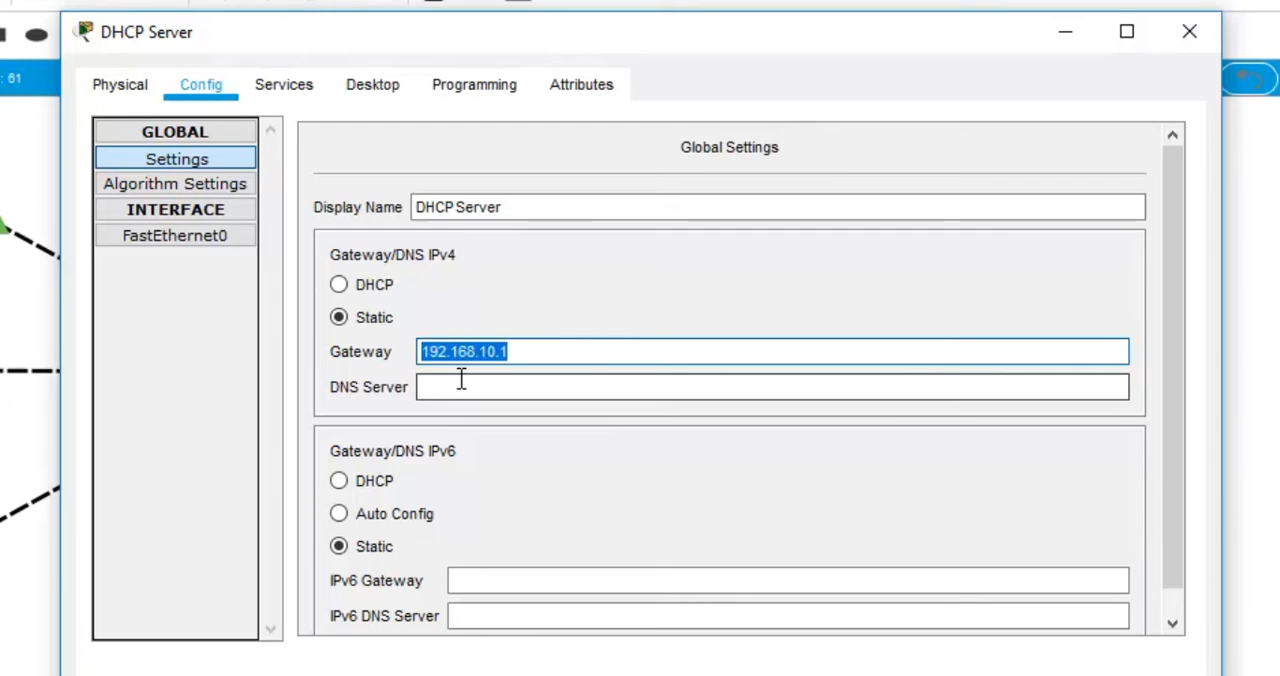 DHCP Server
Physical Config Services Desktop Programming Attributes
: 61
GLOBAL
Settings
Algorithm Settings
INTERFACE
FastEthernet0
Global Settings
Display Name DHCP Server
Gateway/DNS IPv4
DHCP
Static
Gateway 192.168.10.1
DNS Server
Gateway/DNS IPv6
DHCP
Auto Config
Static
IPv6 Gateway
IPv6 DNS Server